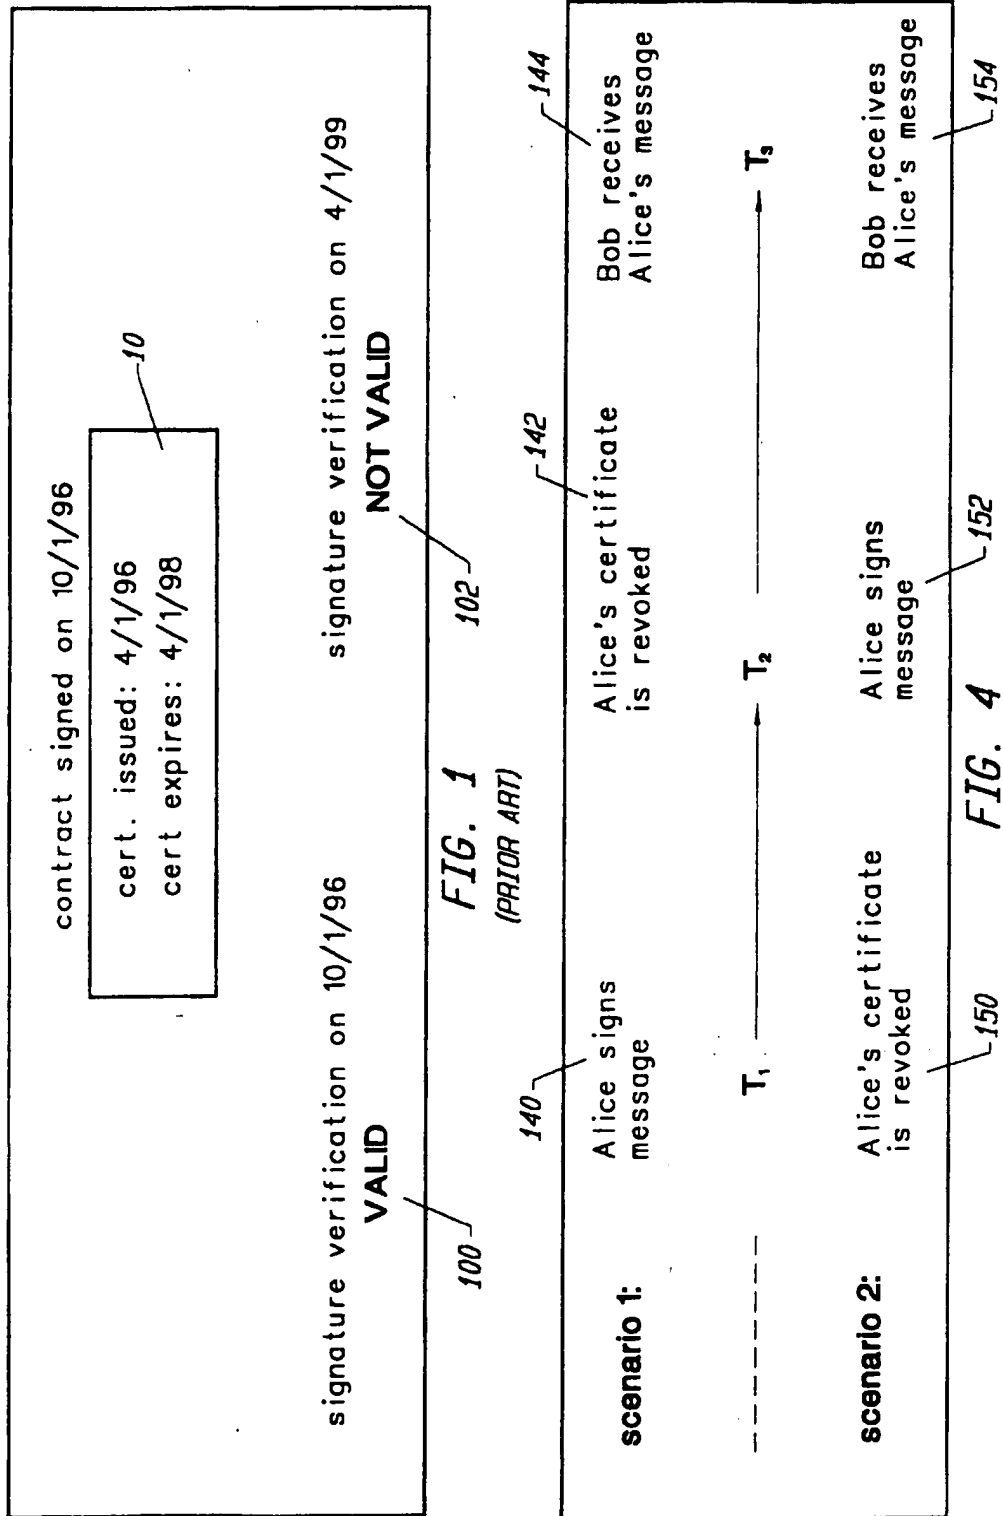 contract signed on 10/1/96
cert. issued: 4/1/96
cert expires: 4/1/98
10
signature verification on 10/1/96
VALID
100
signature verification on 4/1/99
NOT VALID
102
FIG. 1
(PRIOR ART)
140
142
144
scenario 1:
Alice signs
message
Alice's certificate
is revoked
Bob receives
Alice's message
T₁
T₂
T₃
scenario 2:
Alice's certificate
is revoked
Alice signs
message
Bob receives
Alice's message
150
152
154
FIG. 4